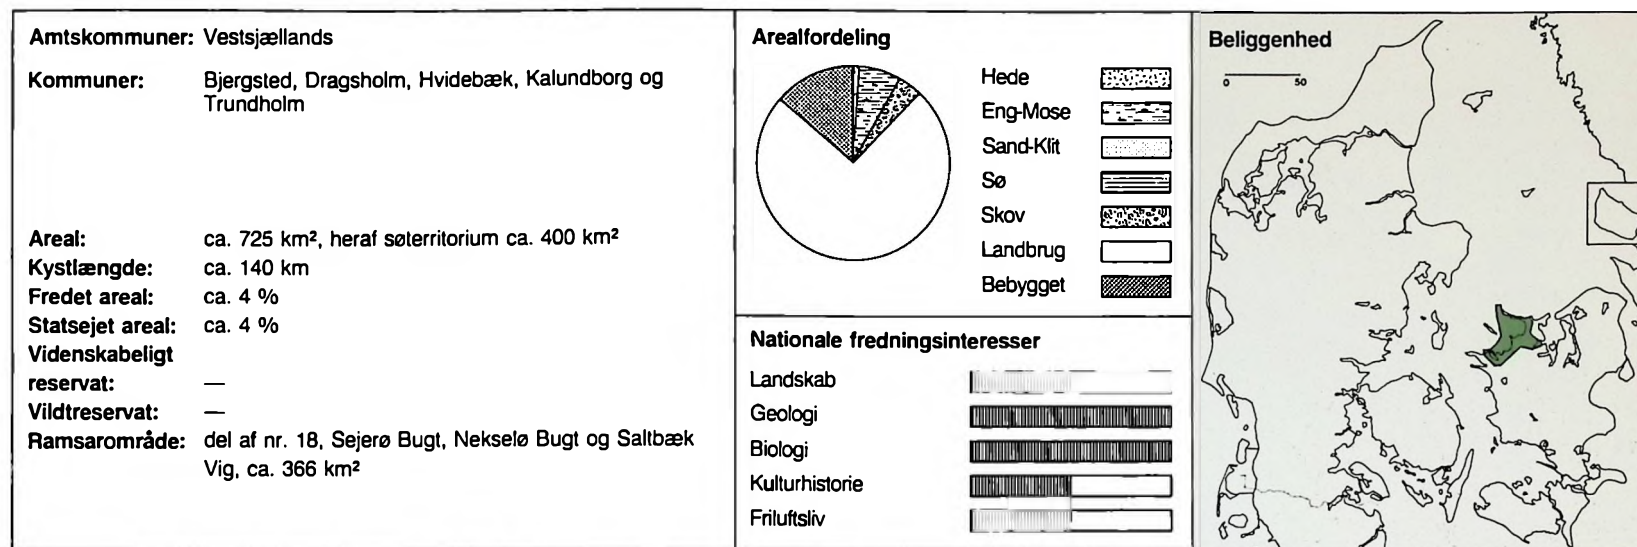 Amtskommuner: Vestsjællands
Kommuner: Bjergsted, Dragsholm, Hvidebæk, Kalundborg og
Trundholm
Areal: ca. 725 km², heraf søterritorium ca. 400 km²
Kystlængde: ca. 140 km
Fredet areal: ca. 4 %
Statsejet areal: ca. 4 %
Videnskabeligt
reservat: —
Vildtreservat: —
Ramsarområde: del af nr. 18, Sejerø Bugt, Nekselø Bugt og Saltbæk
Vig, ca. 366 km²
Arealfordeling
Hede
Eng-Mose
Sand-Klit
Sø
Skov
Landbrug
Bebygget
Nationale fredningsinteresser
Landskab
Geologi
Biologi
Kulturhistorie
Friluftsliv
Beliggenhed
0 50